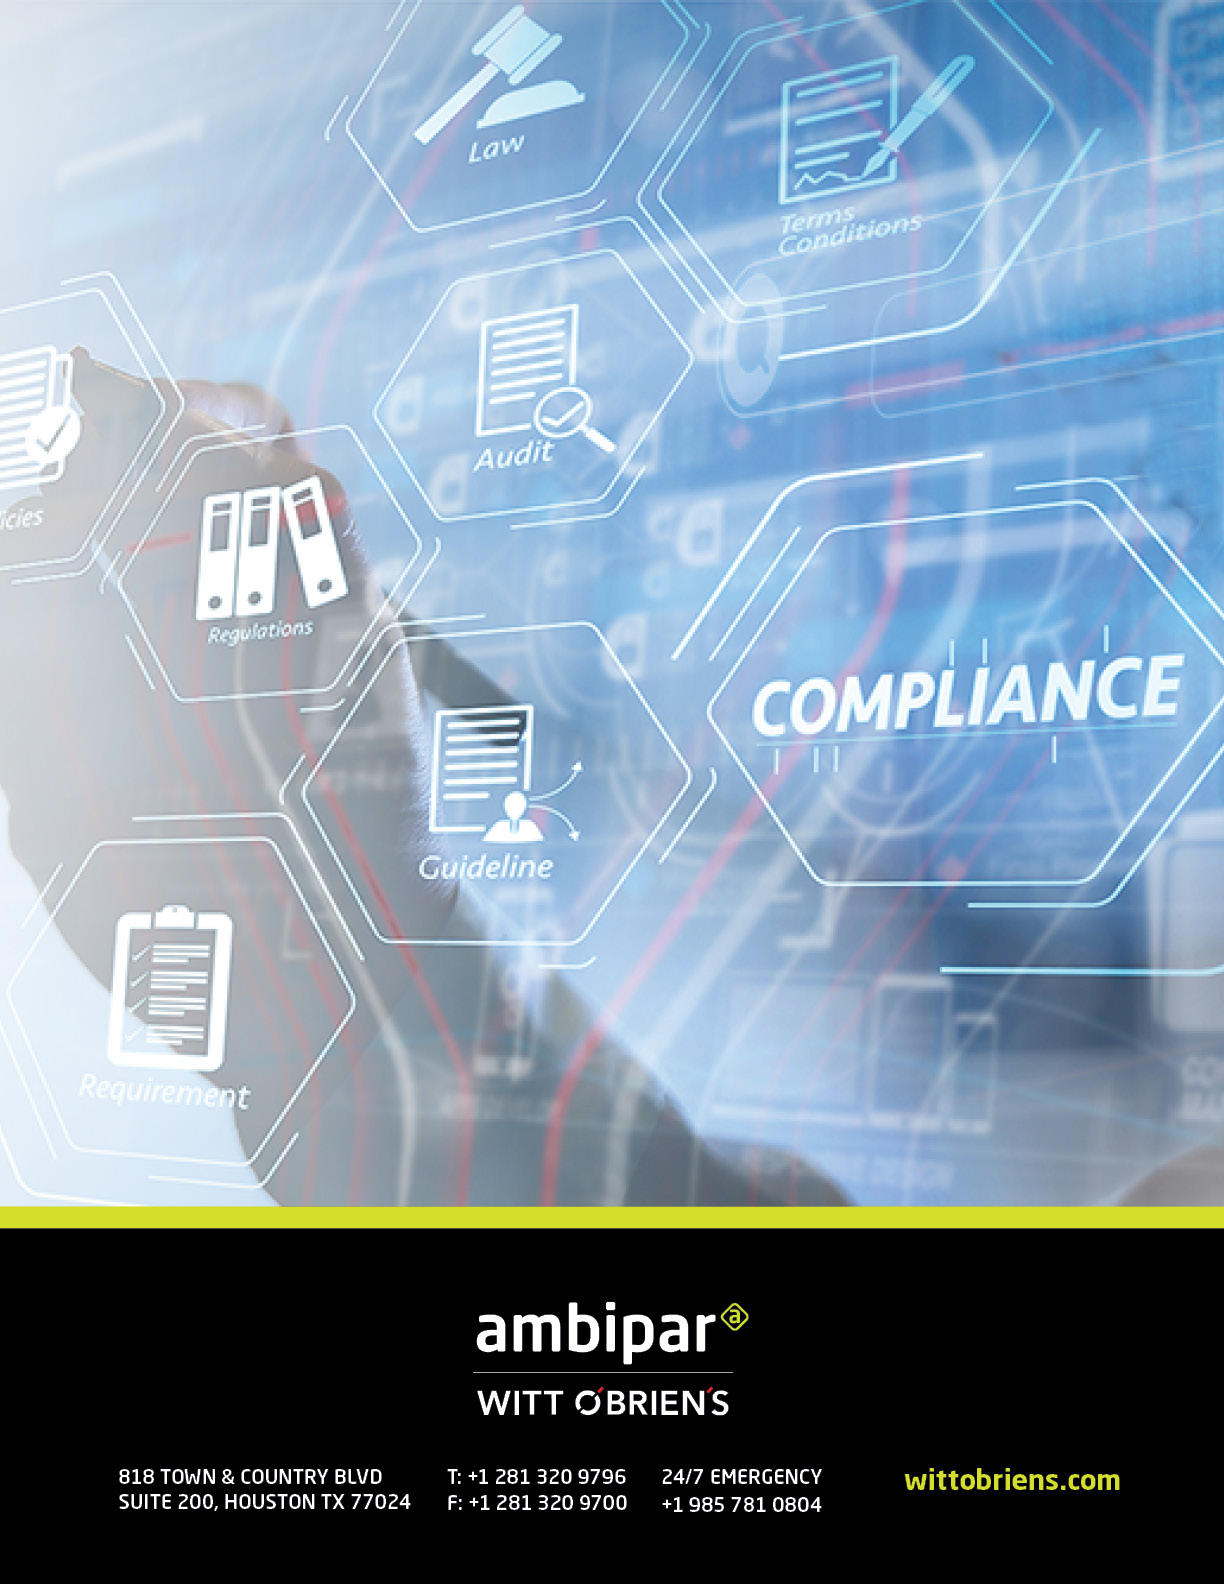 Law
Terms
Conditions
Audit
icies
Regulations
COMPLIANCE
Guideline
Requirement
ambipar
WITT O'BRIEN'S
818 TOWN & COUNTRY BLVD
SUITE 200, HOUSTON TX 77024
T: +1 281 320 9796
F: +1 281 320 9700
24/7 EMERGENCY
+1 985 781 0804
wittobriens.com